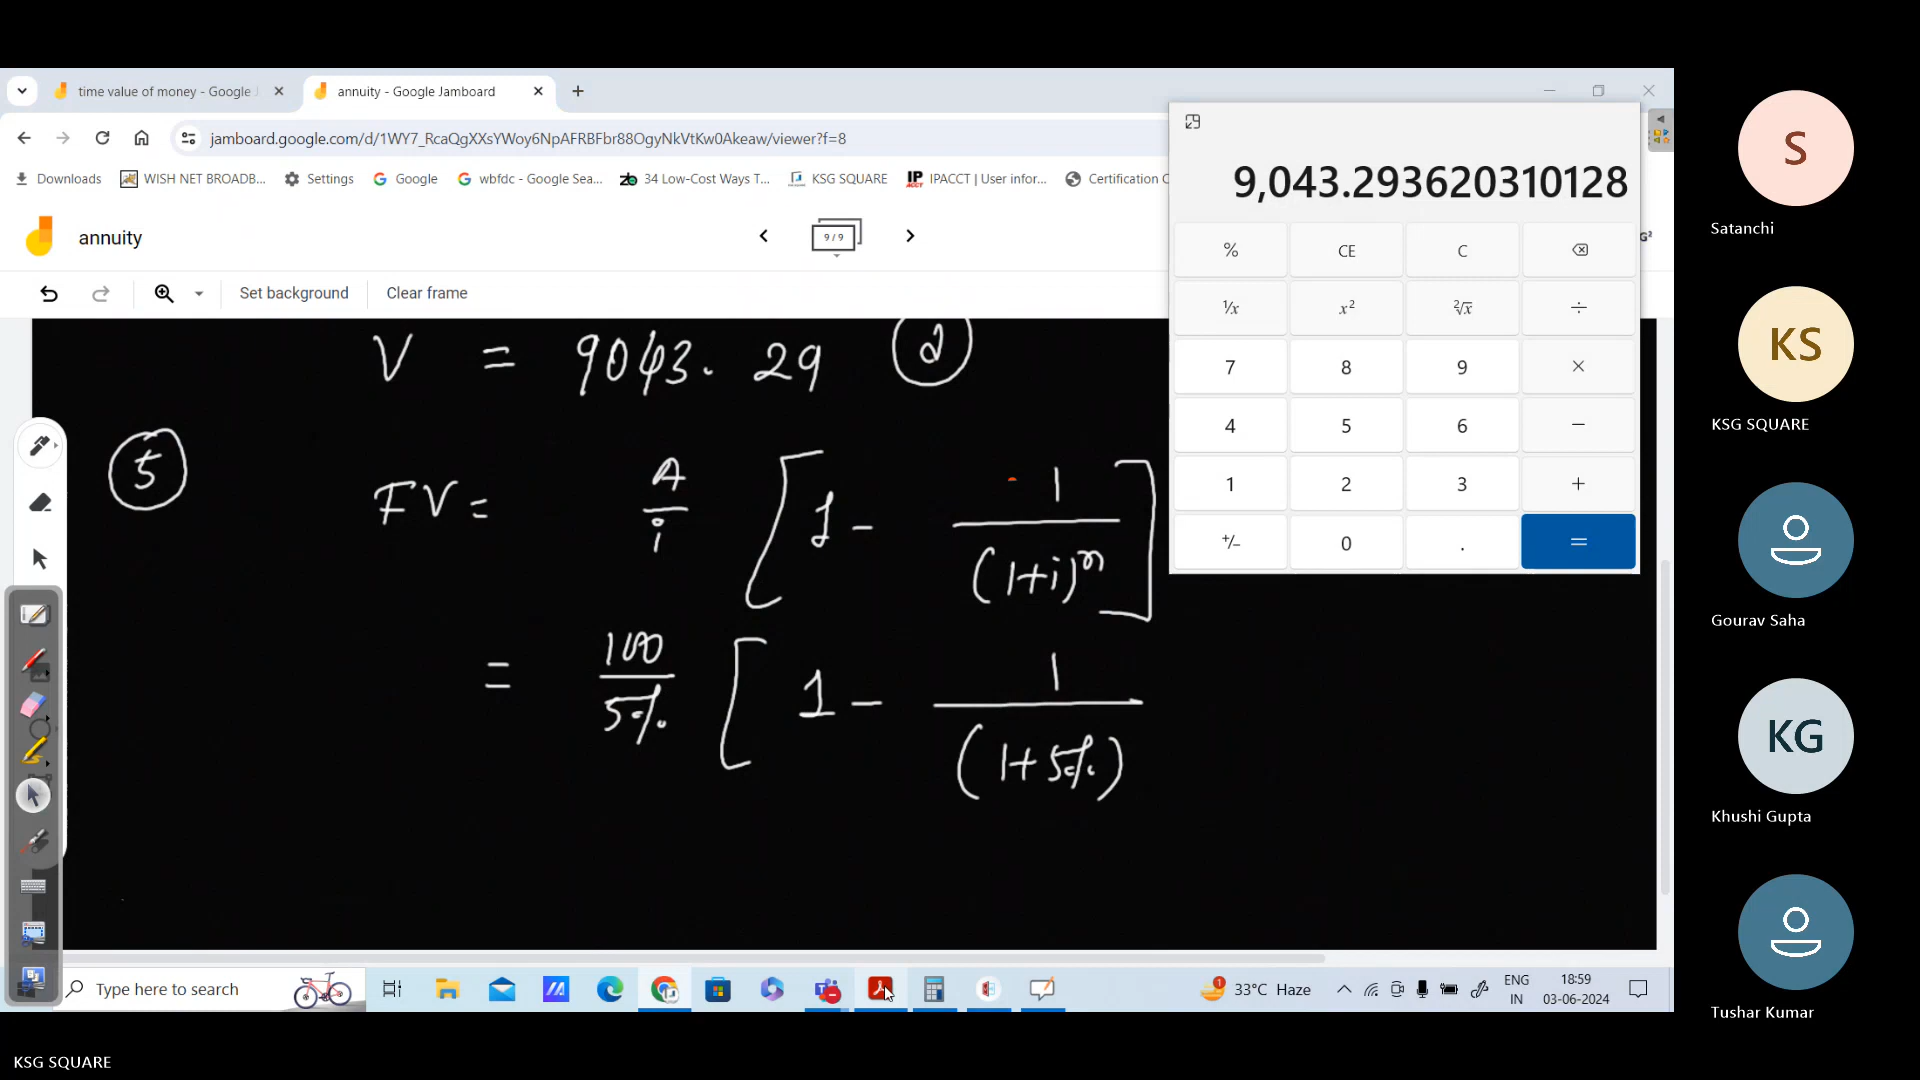 time value of money - Google J
annuity - Google Jamboard
jamboard.google.com/d/1WY7_RcaQgXXsYWoy6NpAFRBFbr88OgyNkVtKw0Akeaw/viewer?f=8
Downloads WISH NET BROADB... Settings Google wbfdc - Google Sea... 34 Low-Cost Ways T... KSG SQUARE IPACCT | User infor... Certification C
annuity
9 / 9
Set background Clear frame
9,043.293620310128
% CE C
1/x x² ²√x ÷
7 8 9 ×
4 5 6 −
1 2 3 +
+/− 0 . =
V = 9043.29 (d)
(5) FV = A/i [1 - 1/(1+i)^n]
= 100/5% [1 - 1/(1+5%)
Type here to search
33°C Haze
ENG
IN
18:59
03-06-2024
S
Satanchi
KS
KSG SQUARE
Gourav Saha
KG
Khushi Gupta
Tushar Kumar
KSG SQUARE